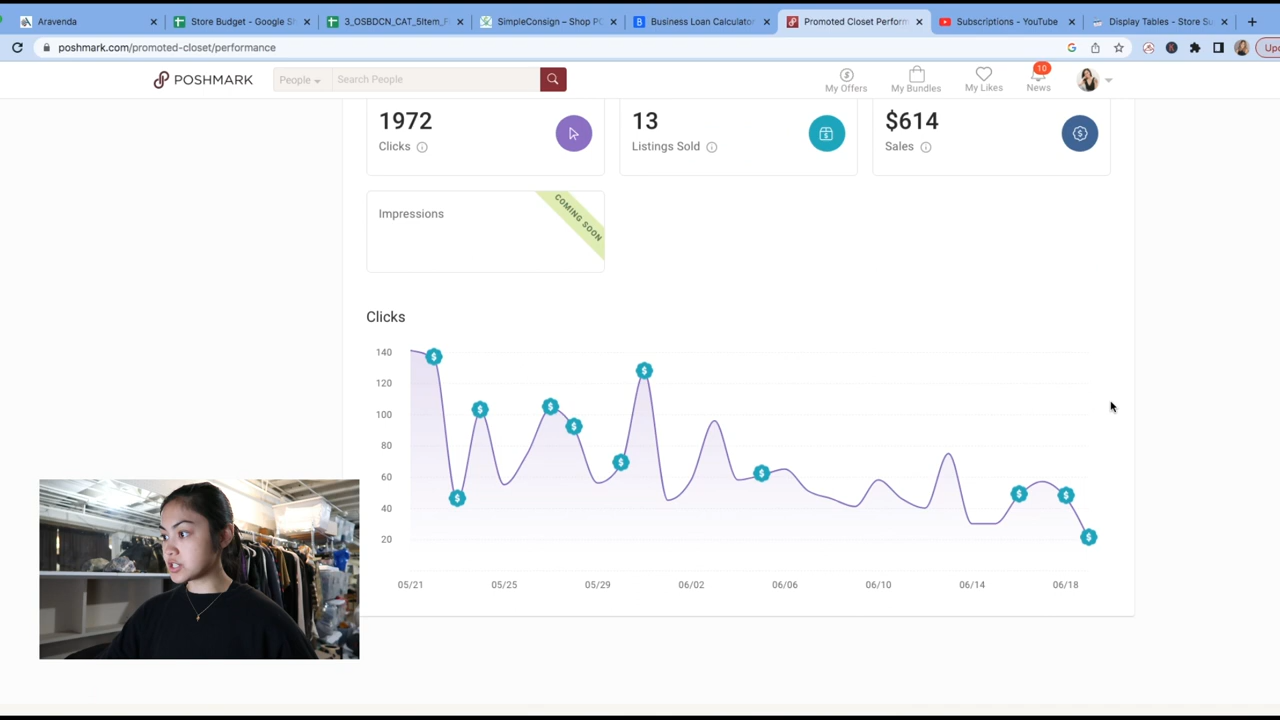 Aravenda
Store Budget - Google Sh
3_OSBDCN_CAT_5Item_F
SimpleConsign – Shop PO
Business Loan Calculator
Promoted Closet Perform
Subscriptions - YouTube
Display Tables - Store Su
poshmark.com/promoted-closet/performance
POSHMARK
People
Search People
My Offers
My Bundles
My Likes
10
News
1972
Clicks
13
Listings Sold
$614
Sales
Impressions
COMING SOON
Clicks
140
120
100
80
60
40
20
05/21
05/25
05/29
06/02
06/06
06/10
06/14
06/18